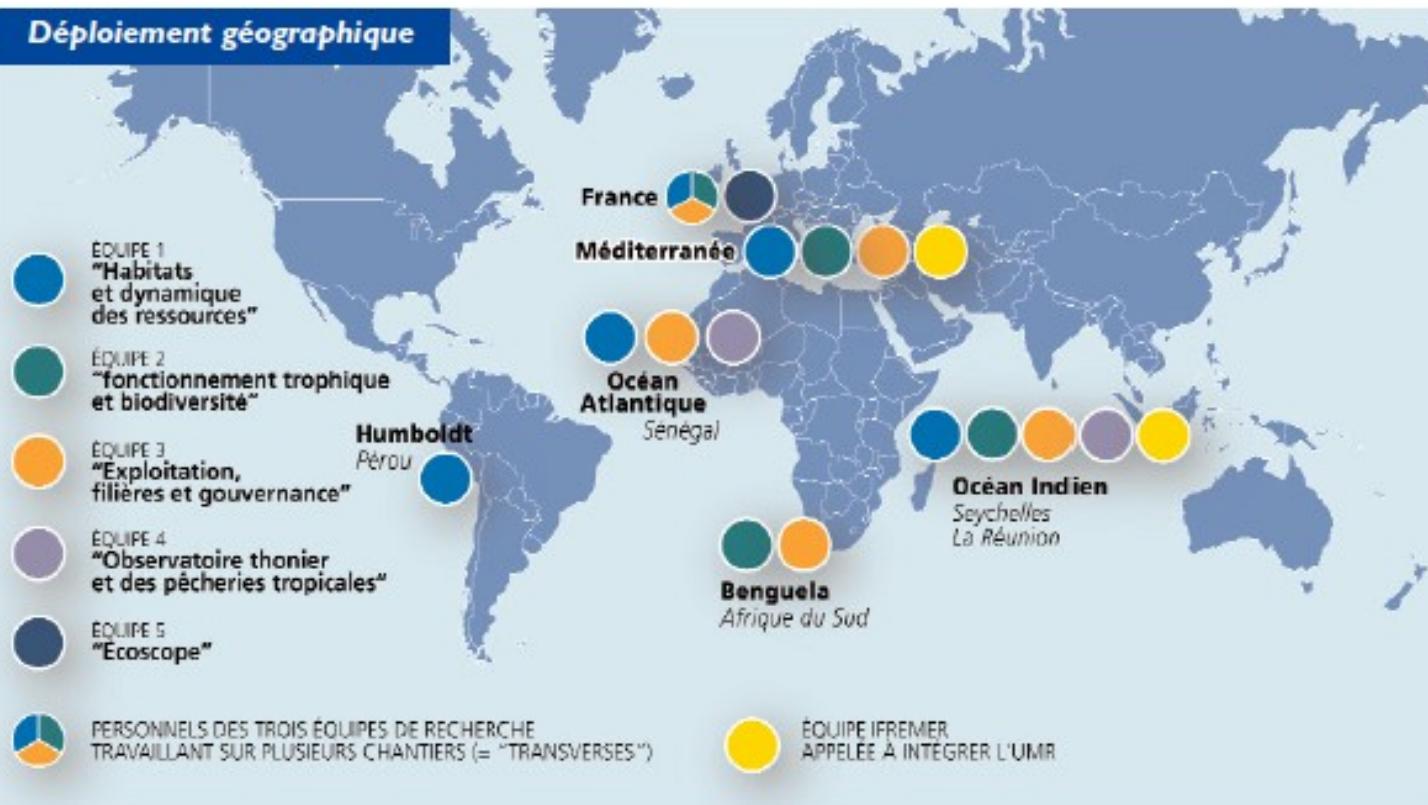 Déploiement géographique
France
Méditerranée
ÉQUIPE 1
"Habitats
et dynamique
des ressources"
ÉQUIPE 2
"fonctionnement trophique
et biodiversité"
ÉQUIPE 3
"Exploitation,
filières et gouvernance"
ÉQUIPE 4
"Observatoire thonier
et des pêcheries tropicales"
ÉQUIPE 5
"Ecoscope"
Océan
Atlantique
Sénégal
Humboldt
Pérou
Océan Indien
Seychelles
La Réunion
Benguela
Afrique du Sud
PERSONNELS DES TROIS ÉQUIPES DE RECHERCHE
TRAVAILLANT SUR PLUSIEURS CHANTIERS (= "TRANSVERSES")
ÉQUIPE IFREMER
APPELÉE À INTÉGRER L'UMR